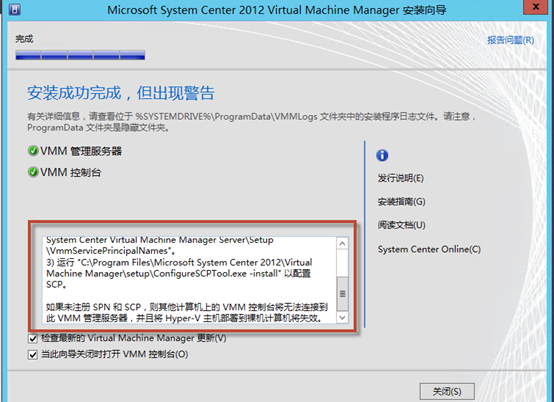 Microsoft System Center 2012 Virtual Machine Manager 安装向导
完成
报告问题(R)
安装成功完成，但出现警告
有关详细信息，请查看位于 %SYSTEMDRIVE%\ProgramData\VMMLogs 文件夹中的安装程序日志文件。请注意，
ProgramData 文件夹是隐藏文件夹。
VMM 管理服务器
VMM 控制台
发行说明(E)
安装指南(G)
阅读文档(U)
System Center Online(C)
System Center Virtual Machine Manager Server\Setup
\VmmServicePrincipalNames"。
3) 运行 "C:\Program Files\Microsoft System Center 2012\Virtual
Machine Manager\setup\ConfigureSCPTool.exe -install" 以配置
SCP。
如果未注册 SPN 和 SCP，则其他计算机上的 VMM 控制台将无法连接到
此 VMM 管理服务器，并且将 Hyper-V 主机部署到裸机计算机将失败。
检查最新的 Virtual Machine Manager 更新(V)
当此向导关闭时打开 VMM 控制台(O)
关闭(S)